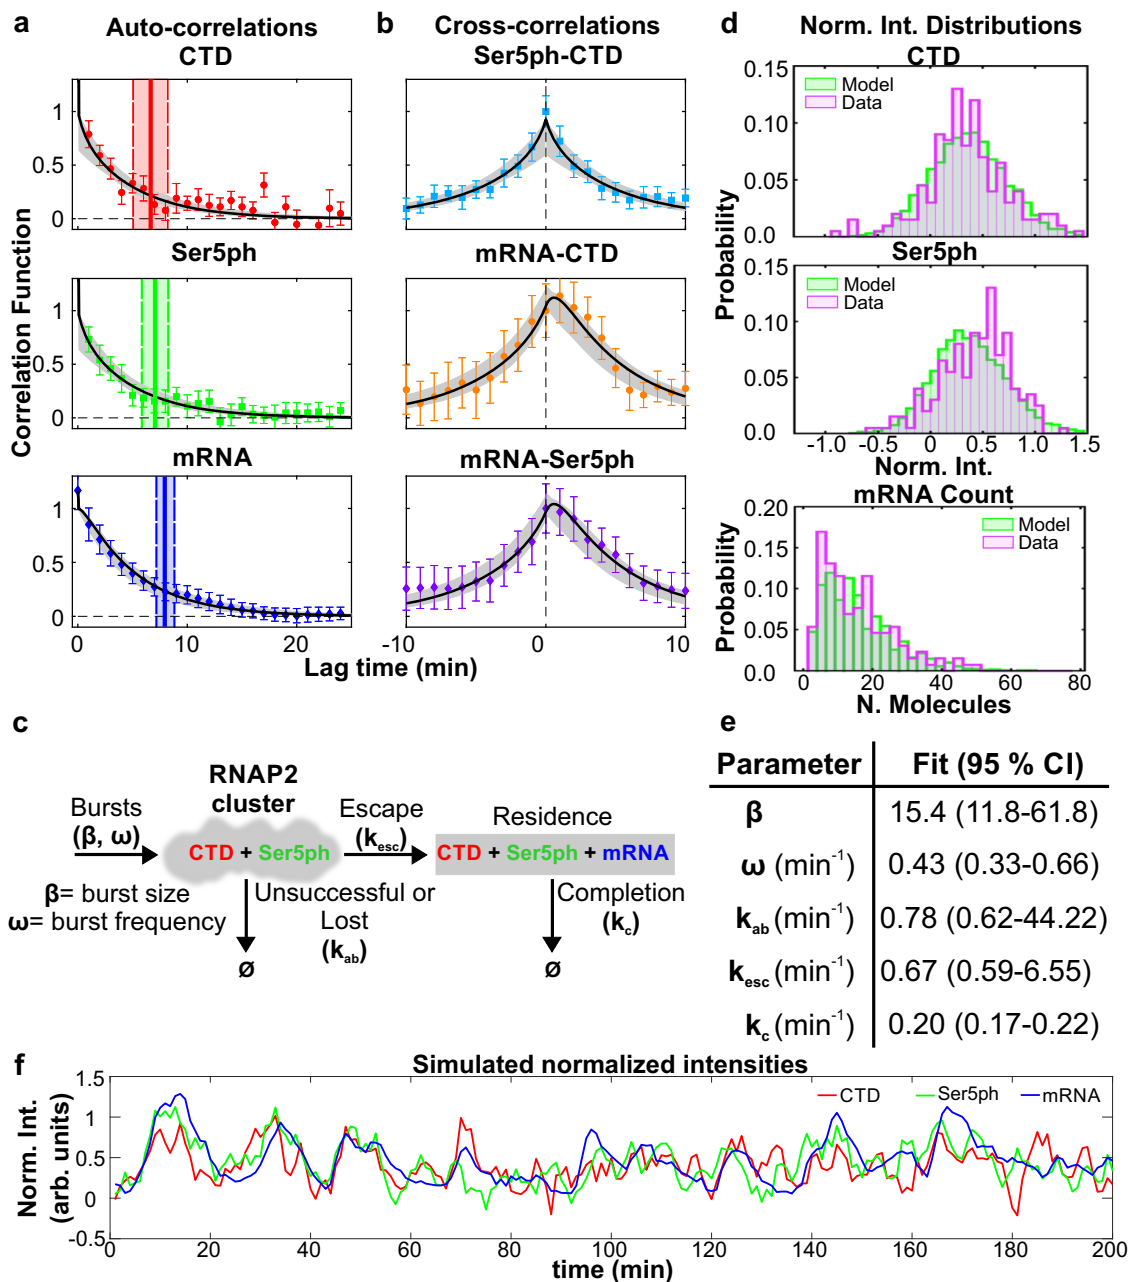 a
Auto-correlations
CTD
b
Cross-correlations
Ser5ph-CTD
d
Norm. Int. Distributions
CTD
Correlation Function
1
0.5
0
Ser5ph
1
0.5
0
mRNA
1
0.5
0
0
10
20
mRNA-CTD
mRNA-Ser5ph
-10
0
10
Lag time (min)
Probability
0.15
0.10
0.05
0.0
Model
Data
Ser5ph
0.15
0.10
0.05
0.0
Model
Data
-1.0
-0.5
0
0.5
1.0
1.5
Norm. Int.
mRNA Count
Probability
0.20
0.15
0.10
0.05
0.0
Model
Data
0
20
40
60
80
N. Molecules
c
RNAP2
cluster
Bursts
(β, ω)
CTD + Ser5ph
Escape
(kesc)
Residence
CTD + Ser5ph + mRNA
β= burst size
ω= burst frequency
Unsuccessful or
Lost
(kab)
Completion
(kc)
ø
ø
e
Parameter Fit (95 % CI)
β 15.4 (11.8-61.8)
ω (min-1) 0.43 (0.33-0.66)
kab (min-1) 0.78 (0.62-44.22)
kesc (min-1) 0.67 (0.59-6.55)
kc (min-1) 0.20 (0.17-0.22)
f
Simulated normalized intensities
Norm. Int.
(arb. units)
1.5
1
0.5
0
-0.5
CTD
Ser5ph
mRNA
0
20
40
60
80
100
120
140
160
180
200
time (min)